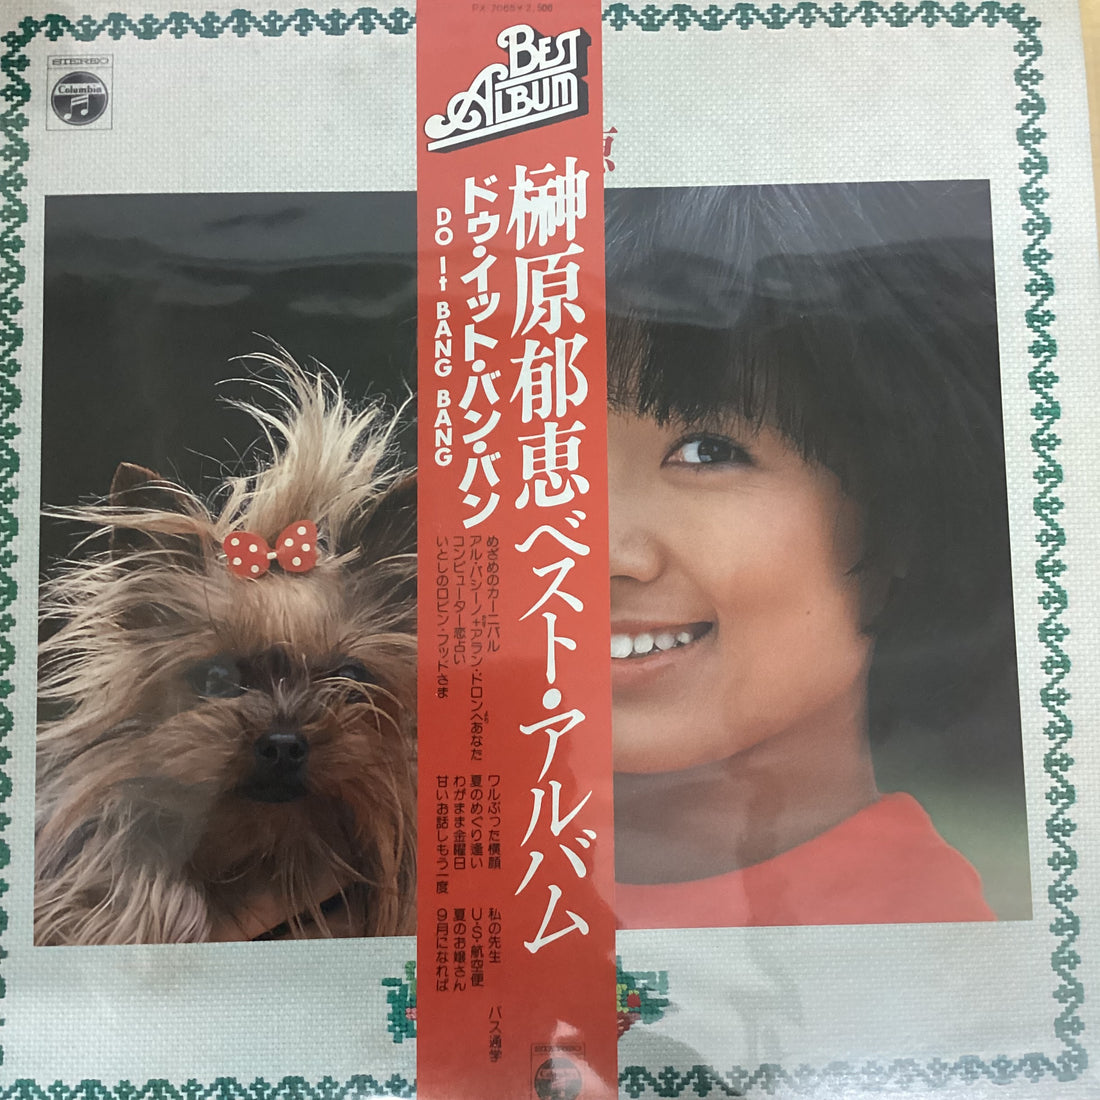 PX-7065 ¥2,500
STEREO
Columbia
BEST
ALBUM
恵
榊原郁恵ベスト・アルバム
ドゥ・イット・バン・バン
DO It BANG BANG
めざめのカーニバル
アル・パシーノ+アラン・ドロン<あなた
コンピューター恋占い
いとしのロビン・フッドさま
ワルぶった横顔
夏のめぐり逢い
わがまま金曜日
甘いお話しもう一度
私の先生
U・S・航空便
夏のお嬢さん
9月になれば
バス通学
STEREO